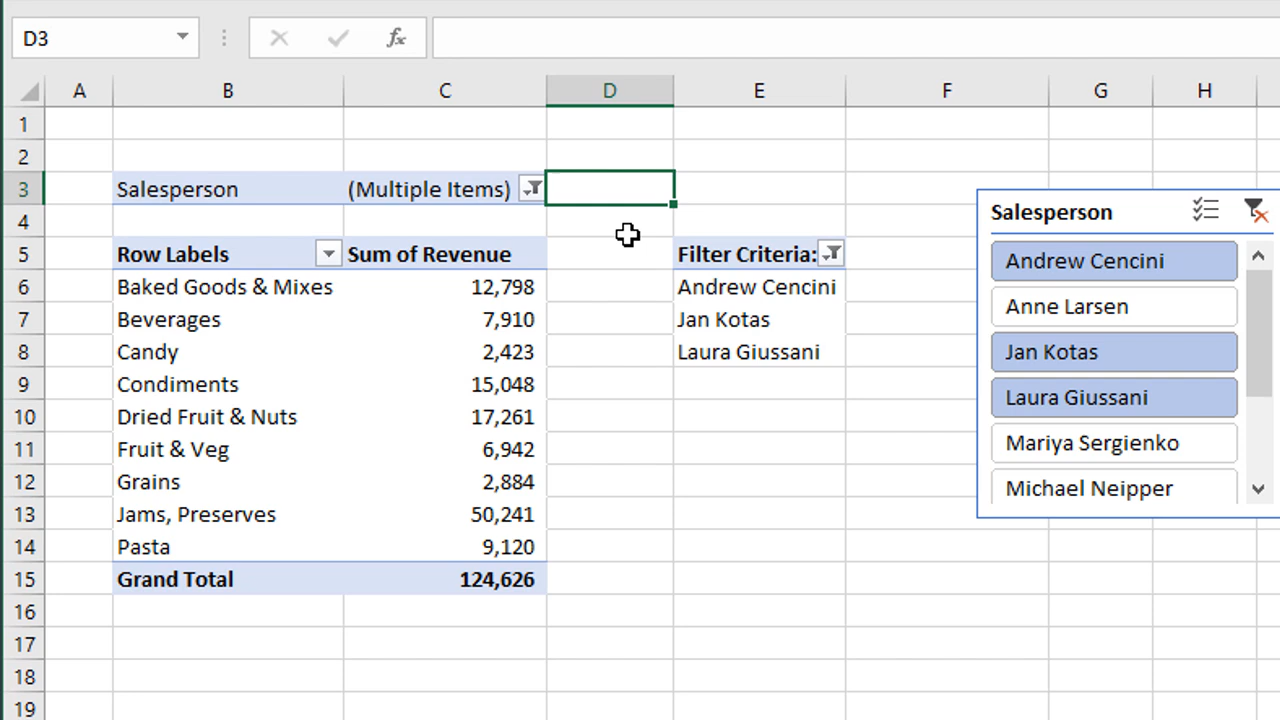 D3 fx
A B C D E F G H
1
2
3 Salesperson (Multiple Items)
4
5 Row Labels Sum of Revenue Filter Criteria:
6 Baked Goods & Mixes 12,798 Andrew Cencini
7 Beverages 7,910 Jan Kotas
8 Candy 2,423 Laura Giussani
9 Condiments 15,048
10 Dried Fruit & Nuts 17,261
11 Fruit & Veg 6,942
12 Grains 2,884
13 Jams, Preserves 50,241
14 Pasta 9,120
15 Grand Total 124,626
16
17
18
19
Salesperson
Andrew Cencini
Anne Larsen
Jan Kotas
Laura Giussani
Mariya Sergienko
Michael Neipper